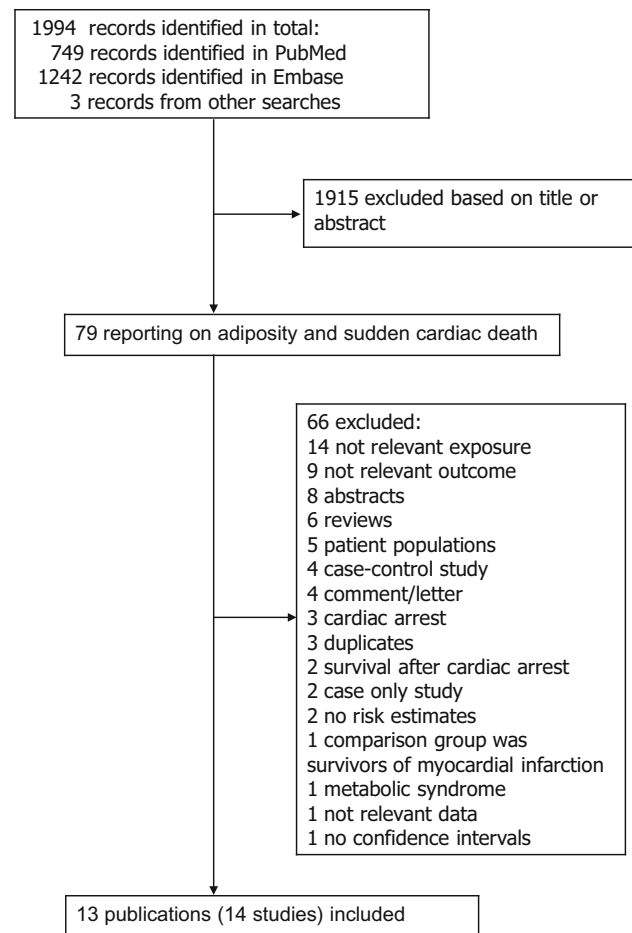 1994 records identified in total:
749 records identified in PubMed
1242 records identified in Embase
3 records from other searches
1915 excluded based on title or
abstract
79 reporting on adiposity and sudden cardiac death
66 excluded:
14 not relevant exposure
9 not relevant outcome
8 abstracts
6 reviews
5 patient populations
4 case-control study
4 comment/letter
3 cardiac arrest
3 duplicates
2 survival after cardiac arrest
2 case only study
2 no risk estimates
1 comparison group was
survivors of myocardial infarction
1 metabolic syndrome
1 not relevant data
1 no confidence intervals
13 publications (14 studies) included